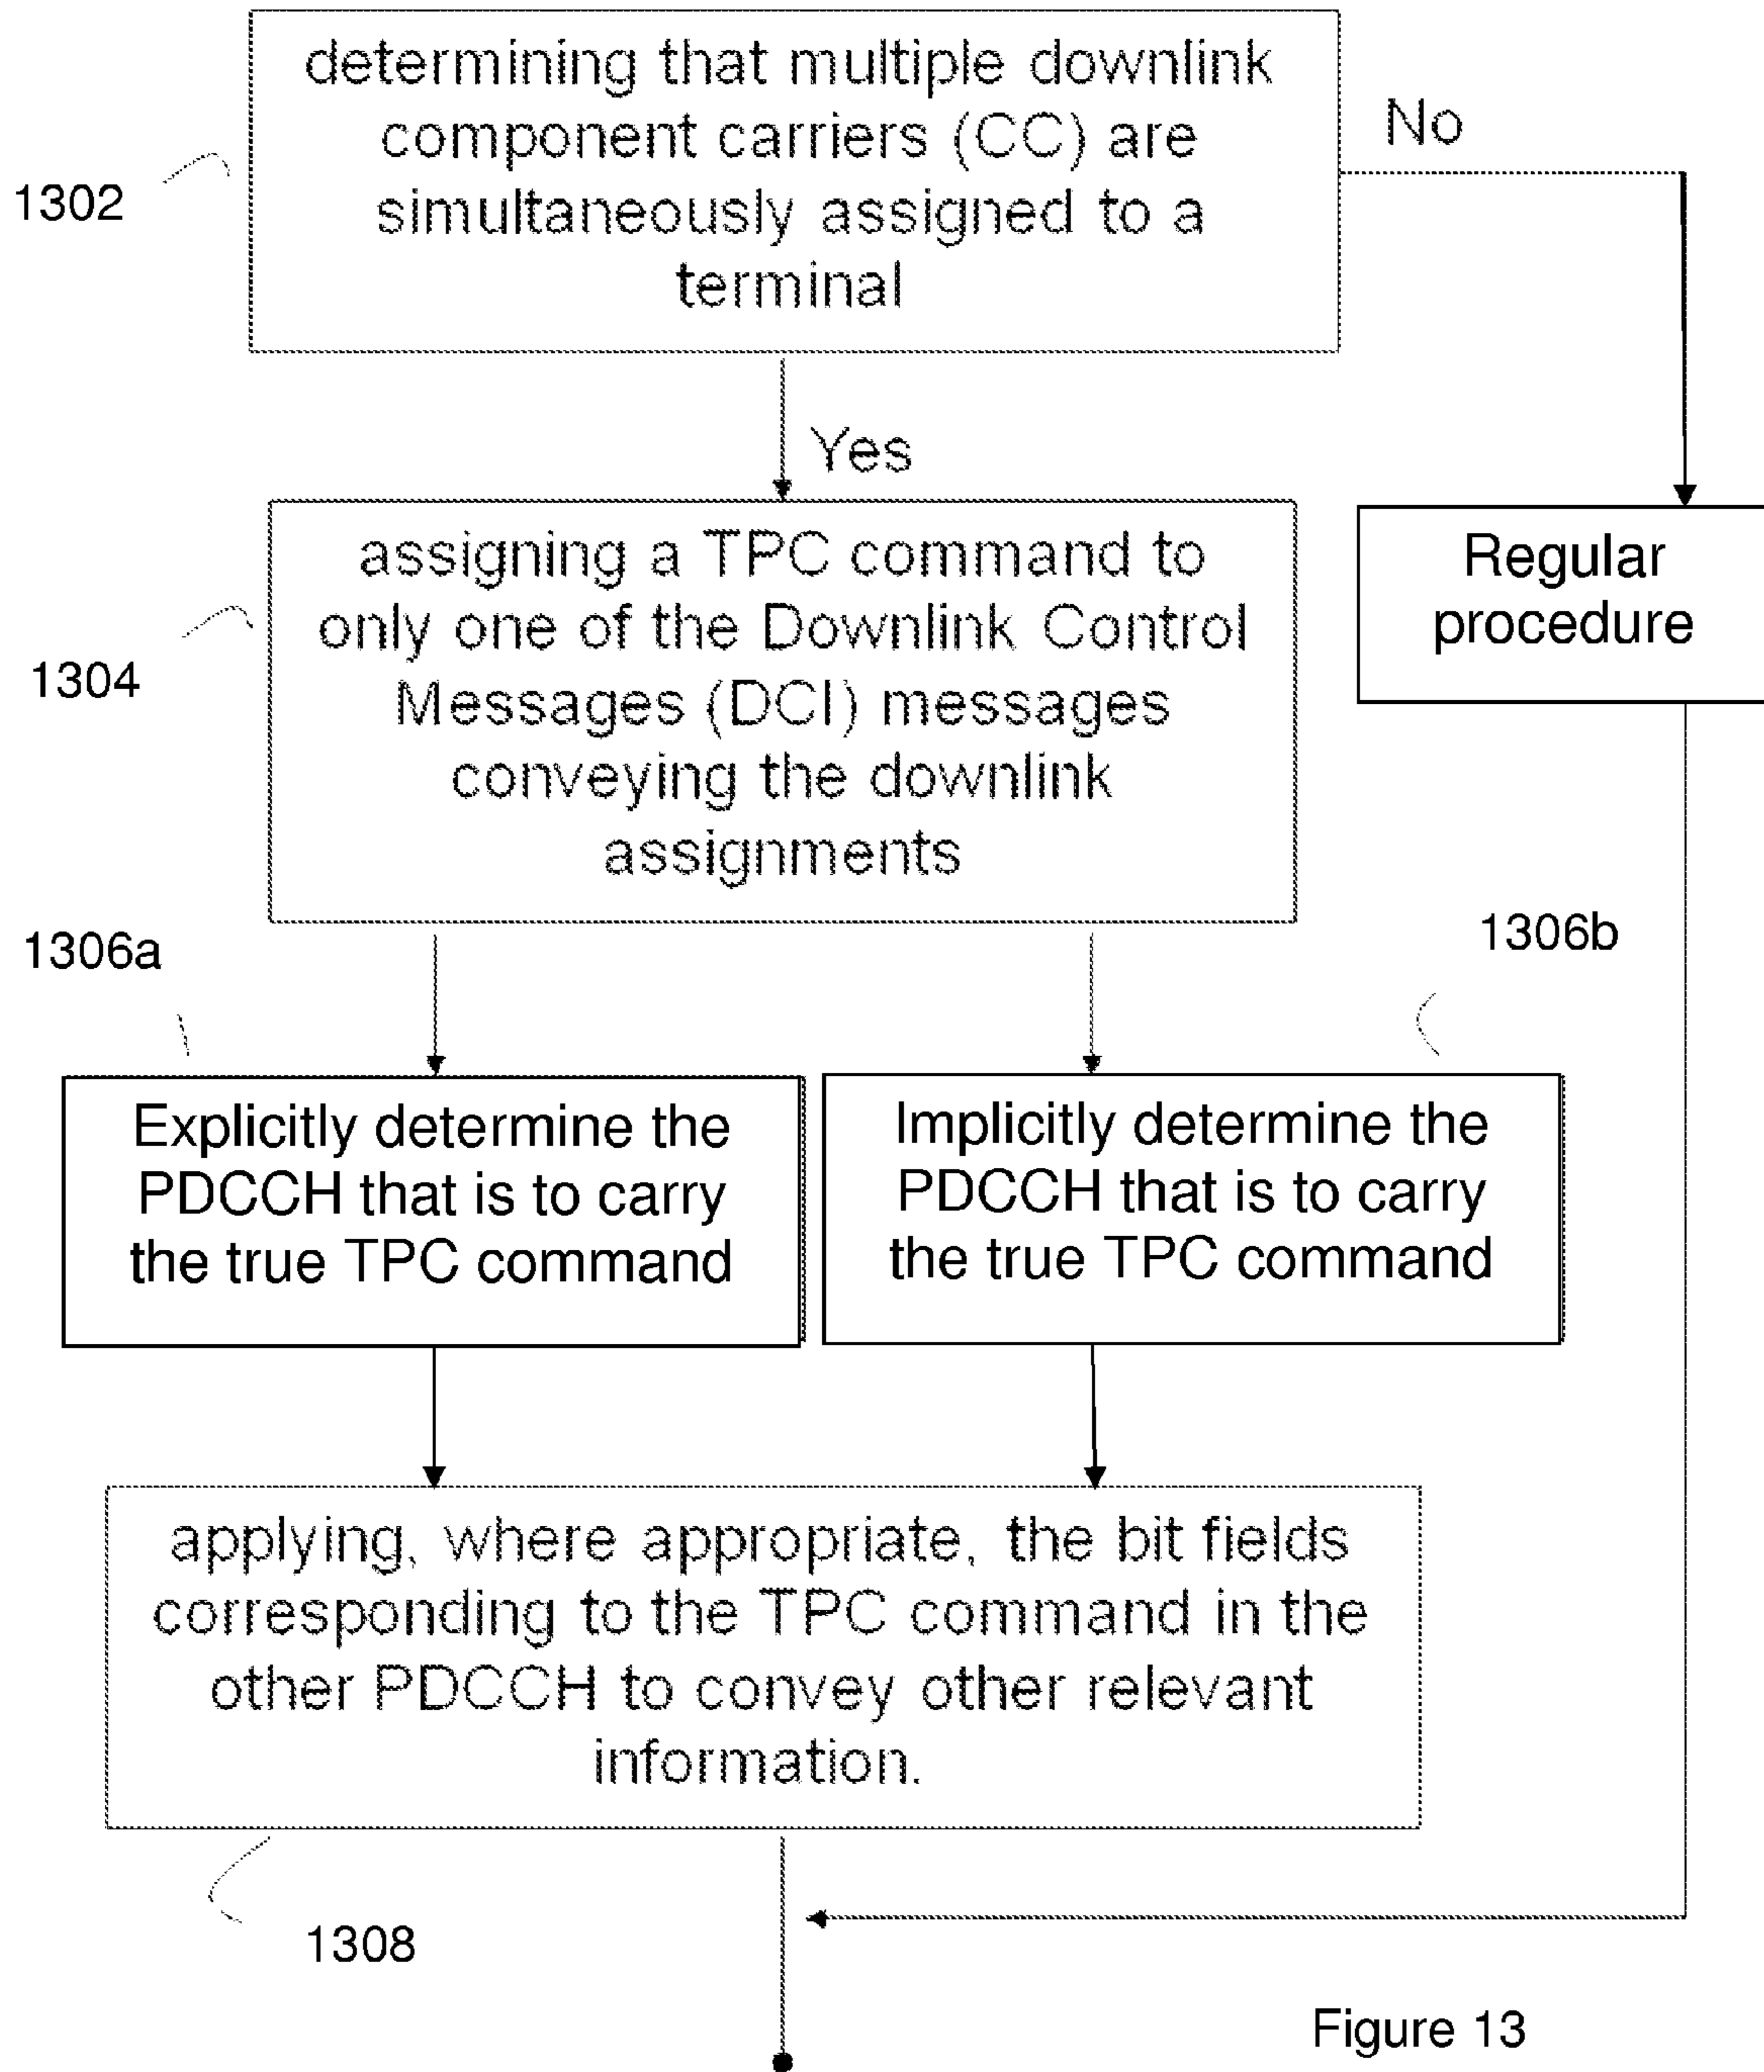 determining that multiple downlink
component carriers (CC) are
simultaneously assigned to a
terminal
No
1302
Yes
assigning a TPC command to
only one of the Downlink Control
Messages (DCI) messages
conveying the downlink
assignments
1304
Regular
procedure
1306a
1306b
Explicitly determine the
PDCCH that is to carry
the true TPC command
Implicitly determine the
PDCCH that is to carry
the true TPC command
applying, where appropriate, the bit fields
corresponding to the TPC command in the
other PDCCH to convey other relevant
information.
1308
Figure 13